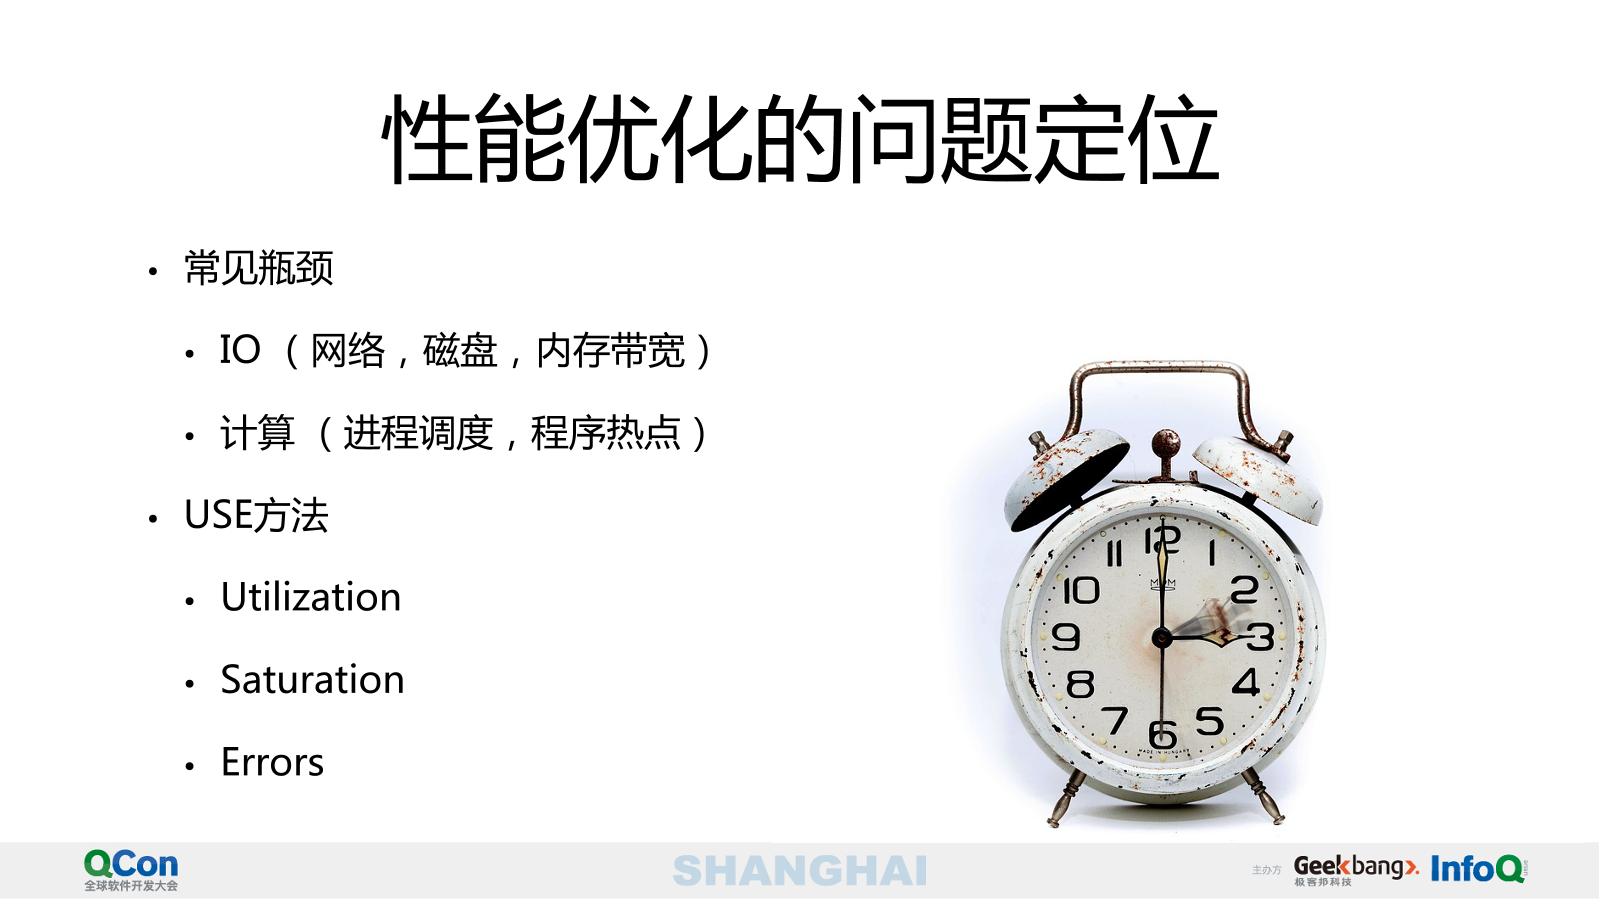 性能优化的问题定位
• 常见瓶颈
• IO （网络，磁盘，内存带宽）
• 计算 （进程调度，程序热点）
• USE方法
• Utilization
• Saturation
• Errors
11 12 1
10 2
9 3
8 4
7 6 5
MADE IN HUNGARY
QCon
全球软件开发大会
SHANGHAI
主办方
Geekbang
极客邦科技
InfoQ